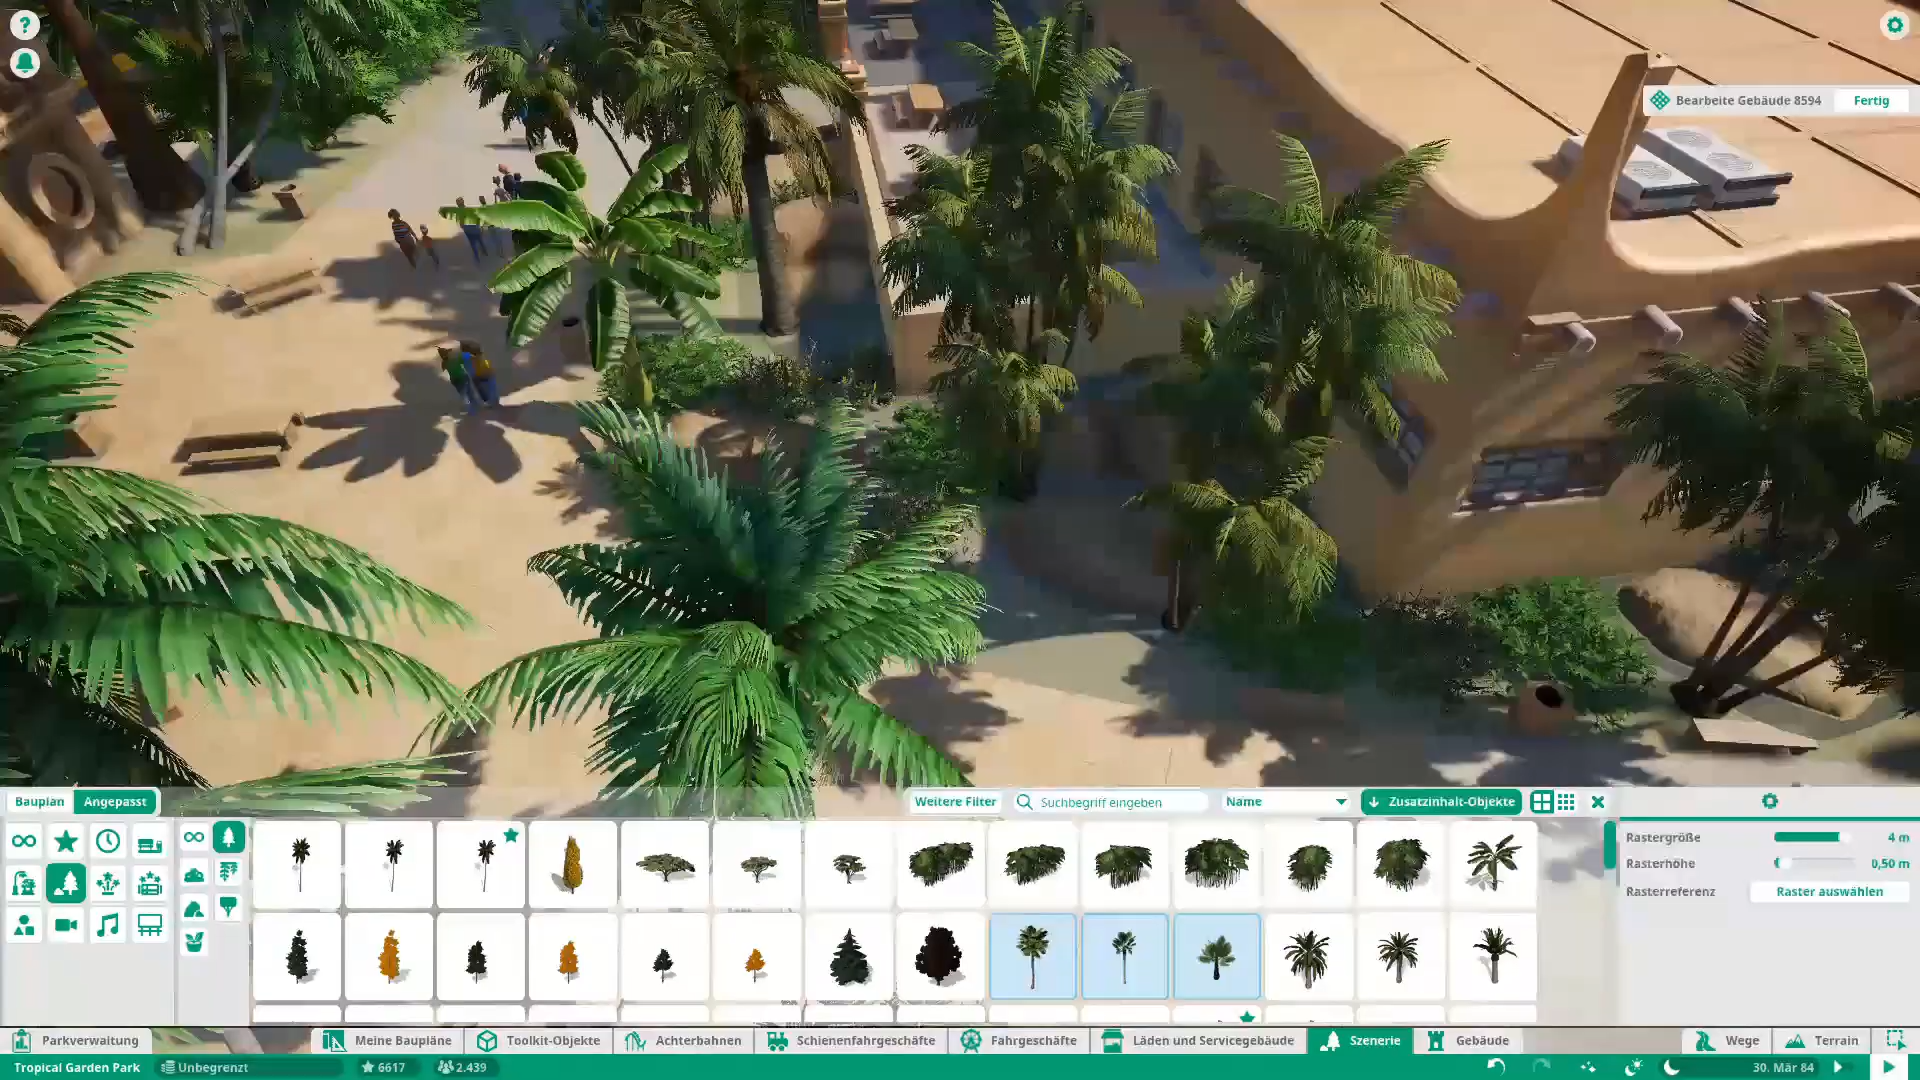 ?
Bearbeite Gebäude 8594 Fertig
Bauplan Angepasst Weitere Filter Suchbegriff eingeben Name Zusatzinhalt-Objekte
Rastergröße 4 m
Rasterhöhe 0,50 m
Rasterreferenz Raster auswählen
Parkverwaltung Meine Baupläne Toolkit-Objekte Achterbahnen Schienenfahrgeschäfte Fahrgeschäfte Läden und Servicegebäude Szenerie Gebäude Wege Terrain
Tropical Garden Park Unbegrenzt 6617 2.439 30. Mär 84